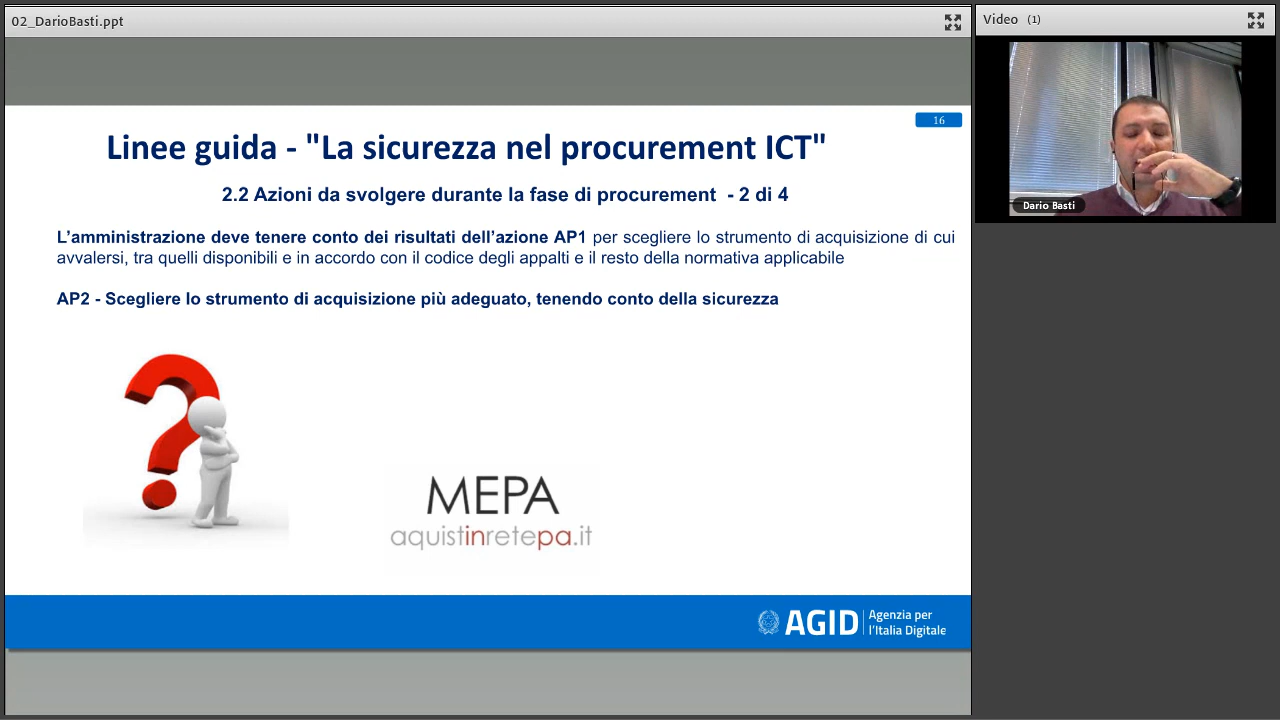 02_DarioBasti.ppt
Video (1)
16
Linee guida - "La sicurezza nel procurement ICT"
2.2 Azioni da svolgere durante la fase di procurement - 2 di 4
L’amministrazione deve tenere conto dei risultati dell’azione AP1 per scegliere lo strumento di acquisizione di cui
avvalersi, tra quelli disponibili e in accordo con il codice degli appalti e il resto della normativa applicabile
AP2 - Scegliere lo strumento di acquisizione più adeguato, tenendo conto della sicurezza
MEPA
aquistinretepa.it
AGID
Agenzia per
l'Italia Digitale
Dario Basti